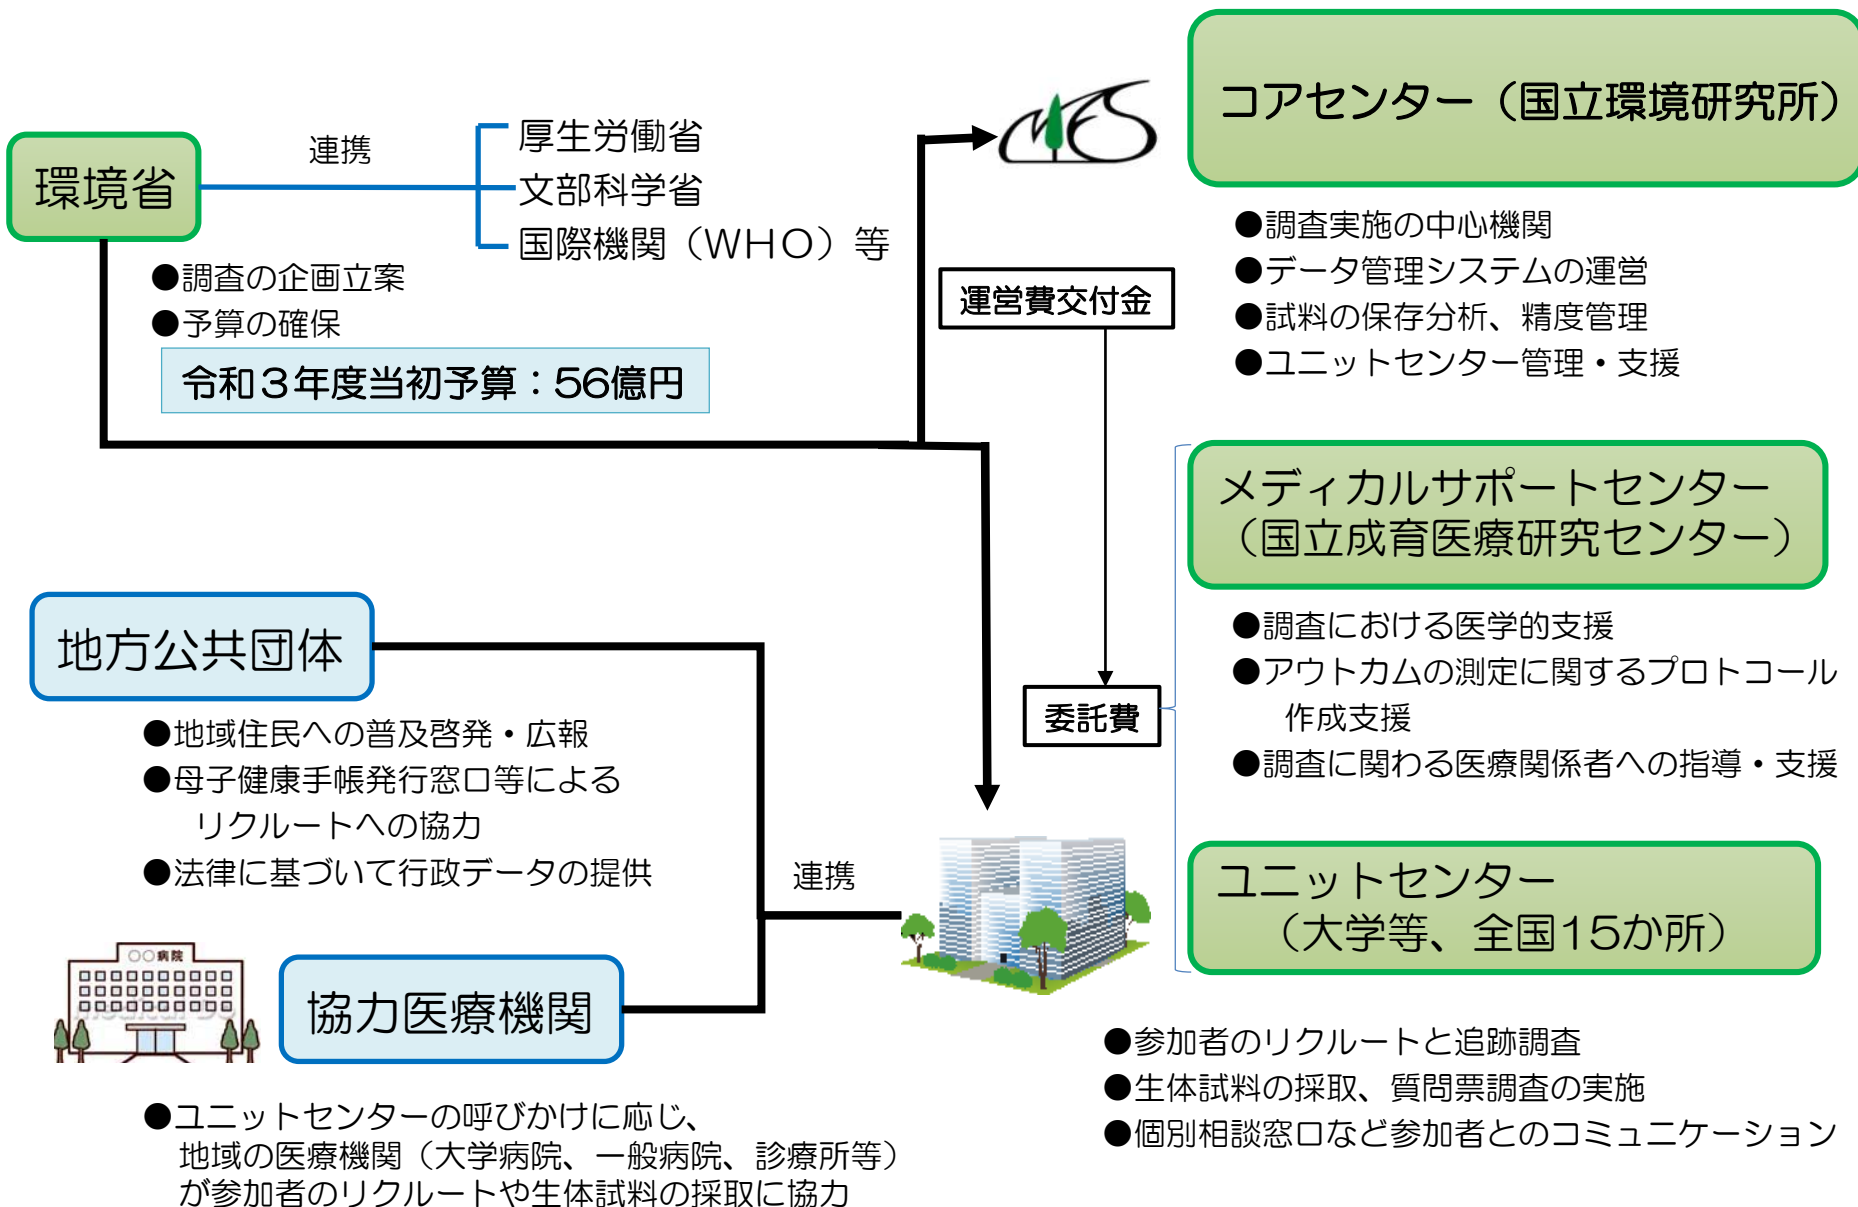 コアセンター（国立環境研究所）
●調査実施の中心機関
●データ管理システムの運営
●試料の保存分析、精度管理
●ユニットセンター管理・支援
環境省
連携
厚生労働省
文部科学省
国際機関（ＷＨＯ）等
●調査の企画立案
●予算の確保
令和３年度当初予算：56億円
運営費交付金
委託費
メディカルサポートセンター
（国立成育医療研究センター）
●調査における医学的支援
●アウトカムの測定に関するプロトコール
作成支援
●調査に関わる医療関係者への指導・支援
地方公共団体
●地域住民への普及啓発・広報
●母子健康手帳発行窓口等による
リクルートへの協力
●法律に基づいて行政データの提供
連携
ユニットセンター
（大学等、全国15か所）
●参加者のリクルートと追跡調査
●生体試料の採取、質問票調査の実施
●個別相談窓口など参加者とのコミュニケーション
〇〇病院
協力医療機関
●ユニットセンターの呼びかけに応じ、
地域の医療機関（大学病院、一般病院、診療所等）
が参加者のリクルートや生体試料の採取に協力